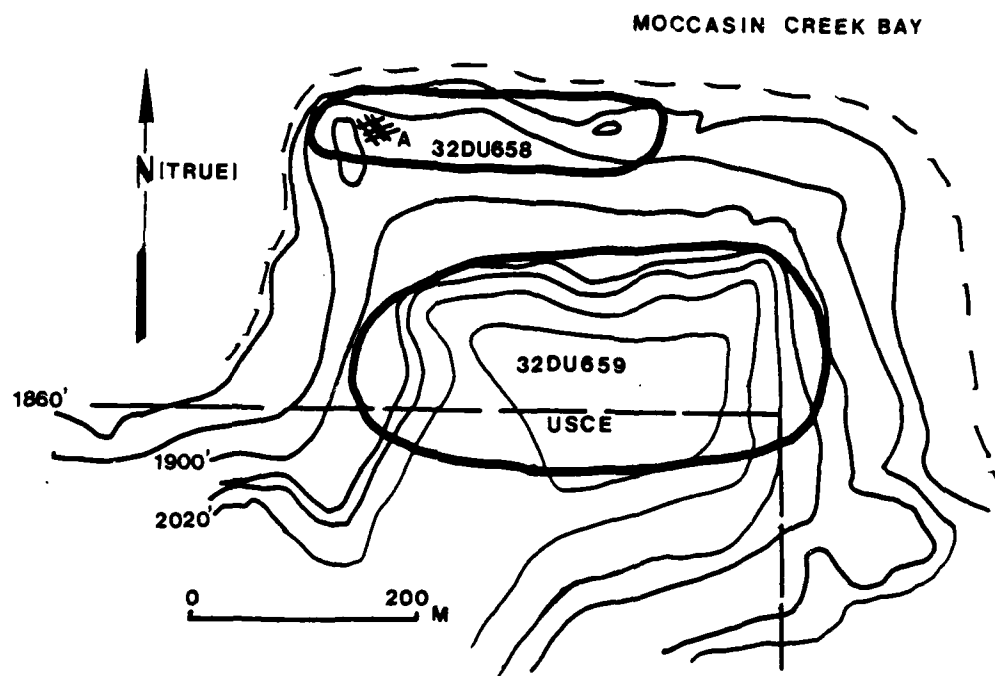 MOCCASIN CREEK BAY
N [TRUE]
A
32DU658
32DU659
1860'
USCE
1900'
2020'
0 200 M